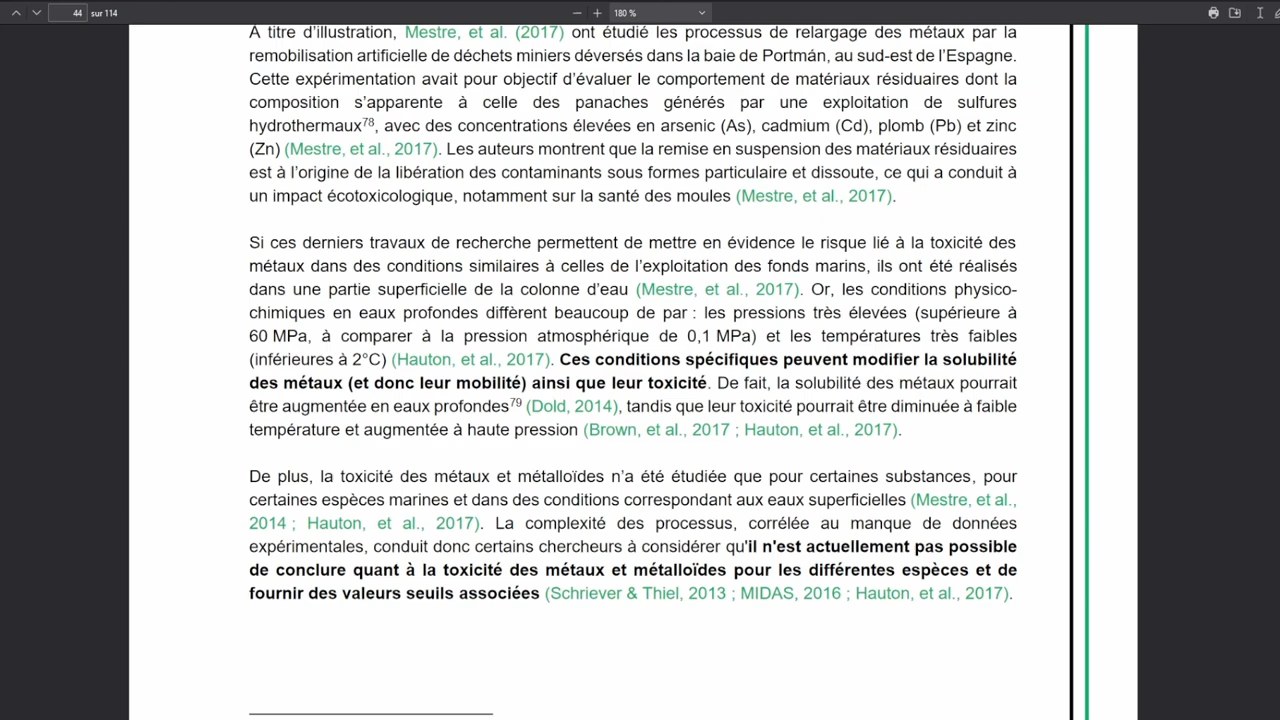 44 sur 114
180 %
À titre d’illustration, Mestre, et al. (2017) ont étudié les processus de relargage des métaux par la
remobilisation artificielle de déchets miniers déversés dans la baie de Portmán, au sud-est de l’Espagne.
Cette expérimentation avait pour objectif d’évaluer le comportement de matériaux résiduaires dont la
composition s’apparente à celle des panaches générés par une exploitation de sulfures
hydrothermaux⁷⁸, avec des concentrations élevées en arsenic (As), cadmium (Cd), plomb (Pb) et zinc
(Zn) (Mestre, et al., 2017). Les auteurs montrent que la remise en suspension des matériaux résiduaires
est à l’origine de la libération des contaminants sous formes particulaire et dissoute, ce qui a conduit à
un impact écotoxicologique, notamment sur la santé des moules (Mestre, et al., 2017).
Si ces derniers travaux de recherche permettent de mettre en évidence le risque lié à la toxicité des
métaux dans des conditions similaires à celles de l’exploitation des fonds marins, ils ont été réalisés
dans une partie superficielle de la colonne d’eau (Mestre, et al., 2017). Or, les conditions physico-
chimiques en eaux profondes diffèrent beaucoup de par : les pressions très élevées (supérieure à
60 MPa, à comparer à la pression atmosphérique de 0,1 MPa) et les températures très faibles
(inférieures à 2°C) (Hauton, et al., 2017). Ces conditions spécifiques peuvent modifier la solubilité
des métaux (et donc leur mobilité) ainsi que leur toxicité. De fait, la solubilité des métaux pourrait
être augmentée en eaux profondes⁷⁹ (Dold, 2014), tandis que leur toxicité pourrait être diminuée à faible
température et augmentée à haute pression (Brown, et al., 2017 ; Hauton, et al., 2017).
De plus, la toxicité des métaux et métalloïdes n’a été étudiée que pour certaines substances, pour
certaines espèces marines et dans des conditions correspondant aux eaux superficielles (Mestre, et al.,
2014 ; Hauton, et al., 2017). La complexité des processus, corrélée au manque de données
expérimentales, conduit donc certains chercheurs à considérer qu'il n'est actuellement pas possible
de conclure quant à la toxicité des métaux et métalloïdes pour les différentes espèces et de
fournir des valeurs seuils associées (Schriever & Thiel, 2013 ; MIDAS, 2016 ; Hauton, et al., 2017).